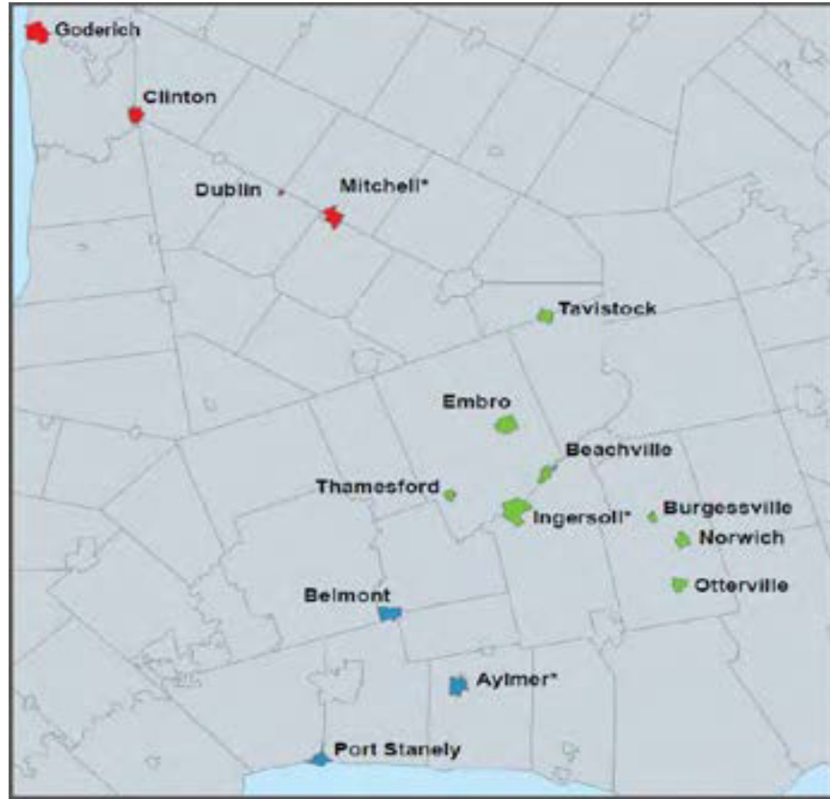 Goderich
Clinton
Dublin
Mitchell*
Tavistock
Embro
Beachville
Thamesford
Ingersoll*
Burgessville
Norwich
Otterville
Belmont
Aylmer*
Port Stanely